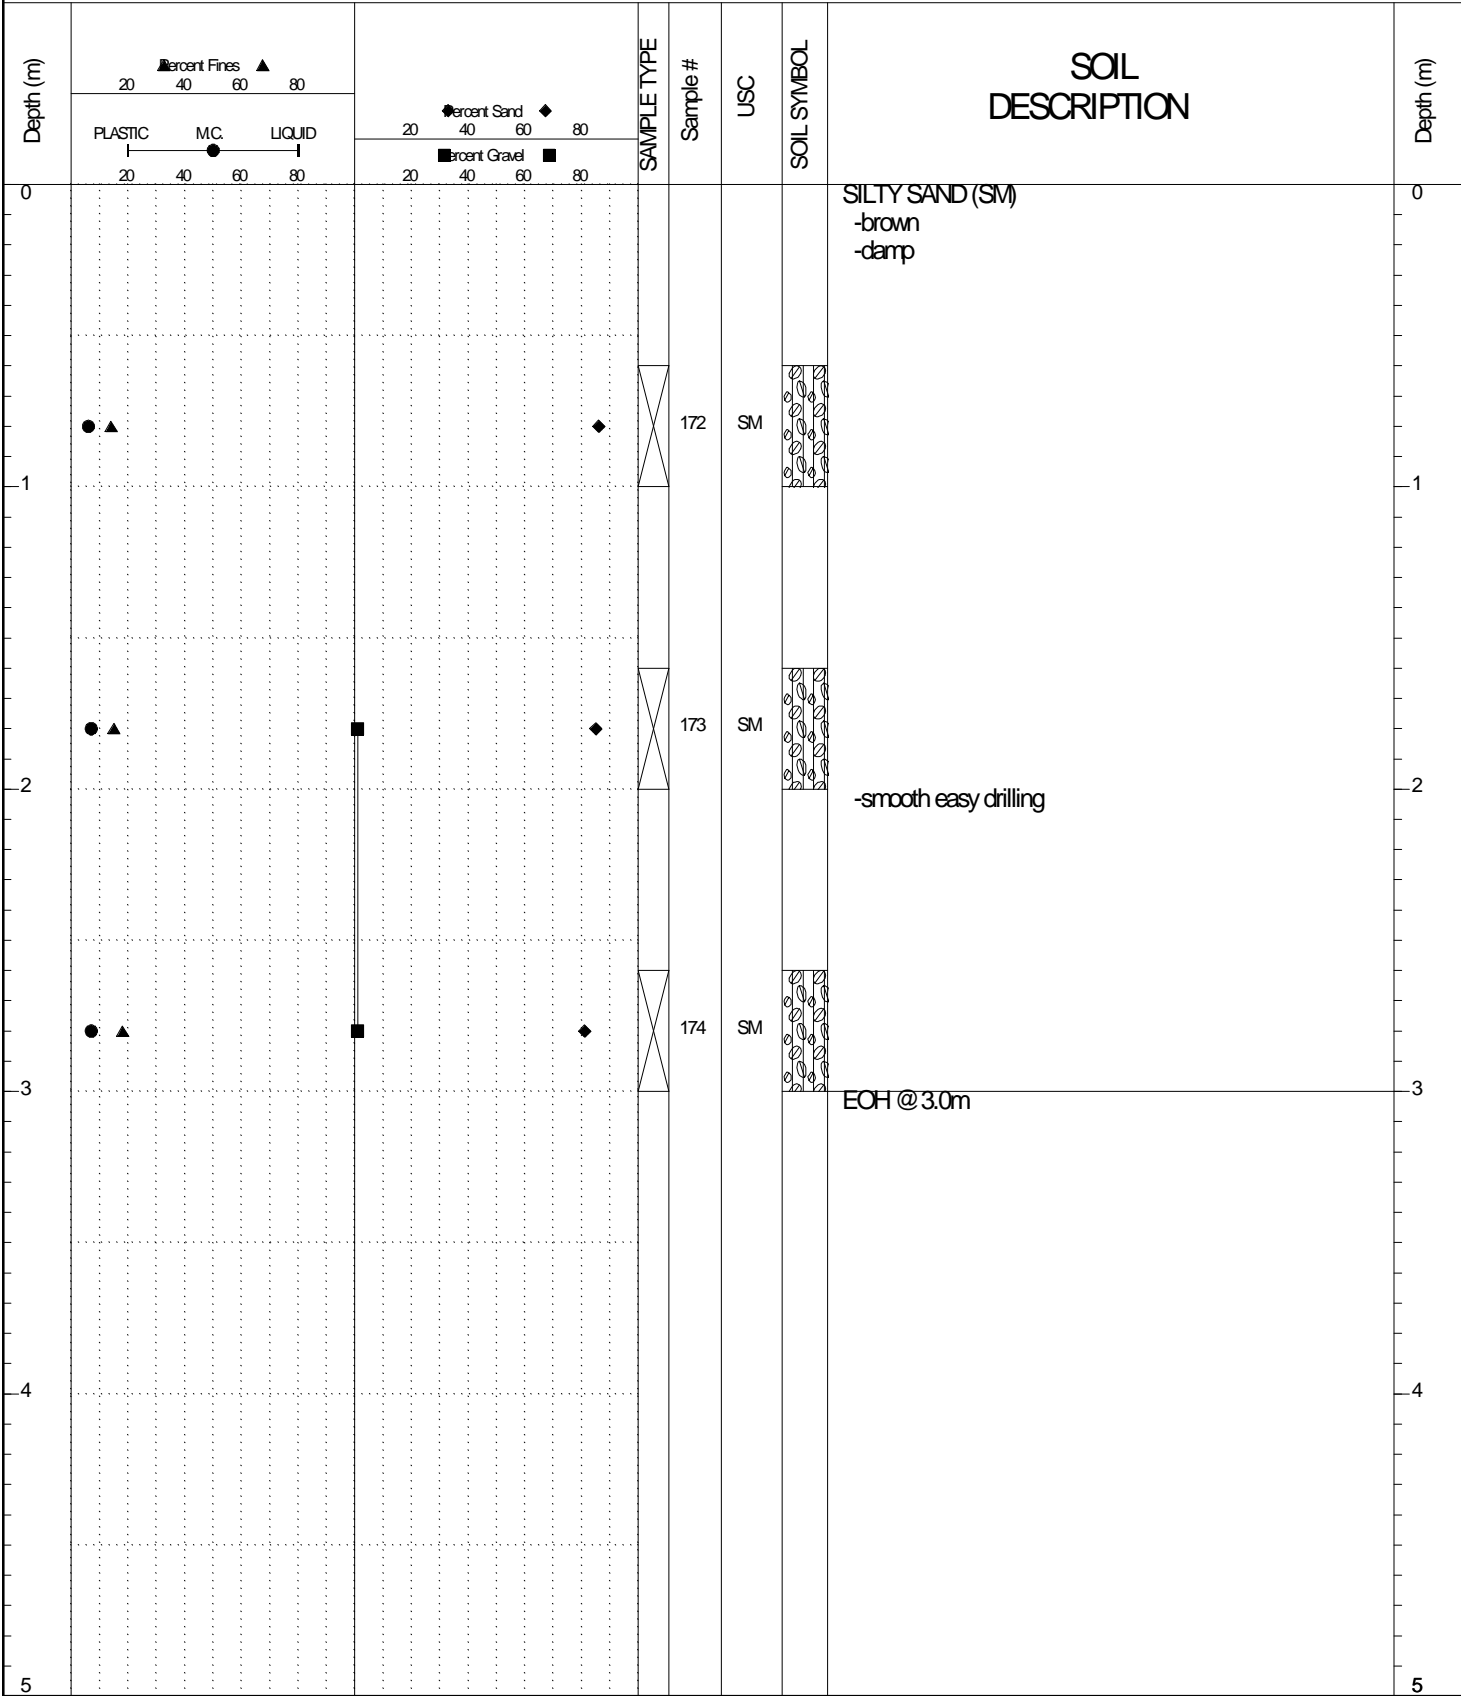 Depth (m)
Percent Fines
20 40 60 80
PLASTIC M.C. LIQUID
20 40 60 80
Percent Sand
20 40 60 80
Percent Gravel
20 40 60 80
SAMPLE TYPE
Sample #
USC
SOIL SYMBOL
SOIL
DESCRIPTION
Depth (m)
0 SILTY SAND (SM) 0
-brown
-damp
172 SM
1 1
173 SM
2 -smooth easy drilling 2
174 SM
3 EOH @ 3.0m 3
4 4
5 5